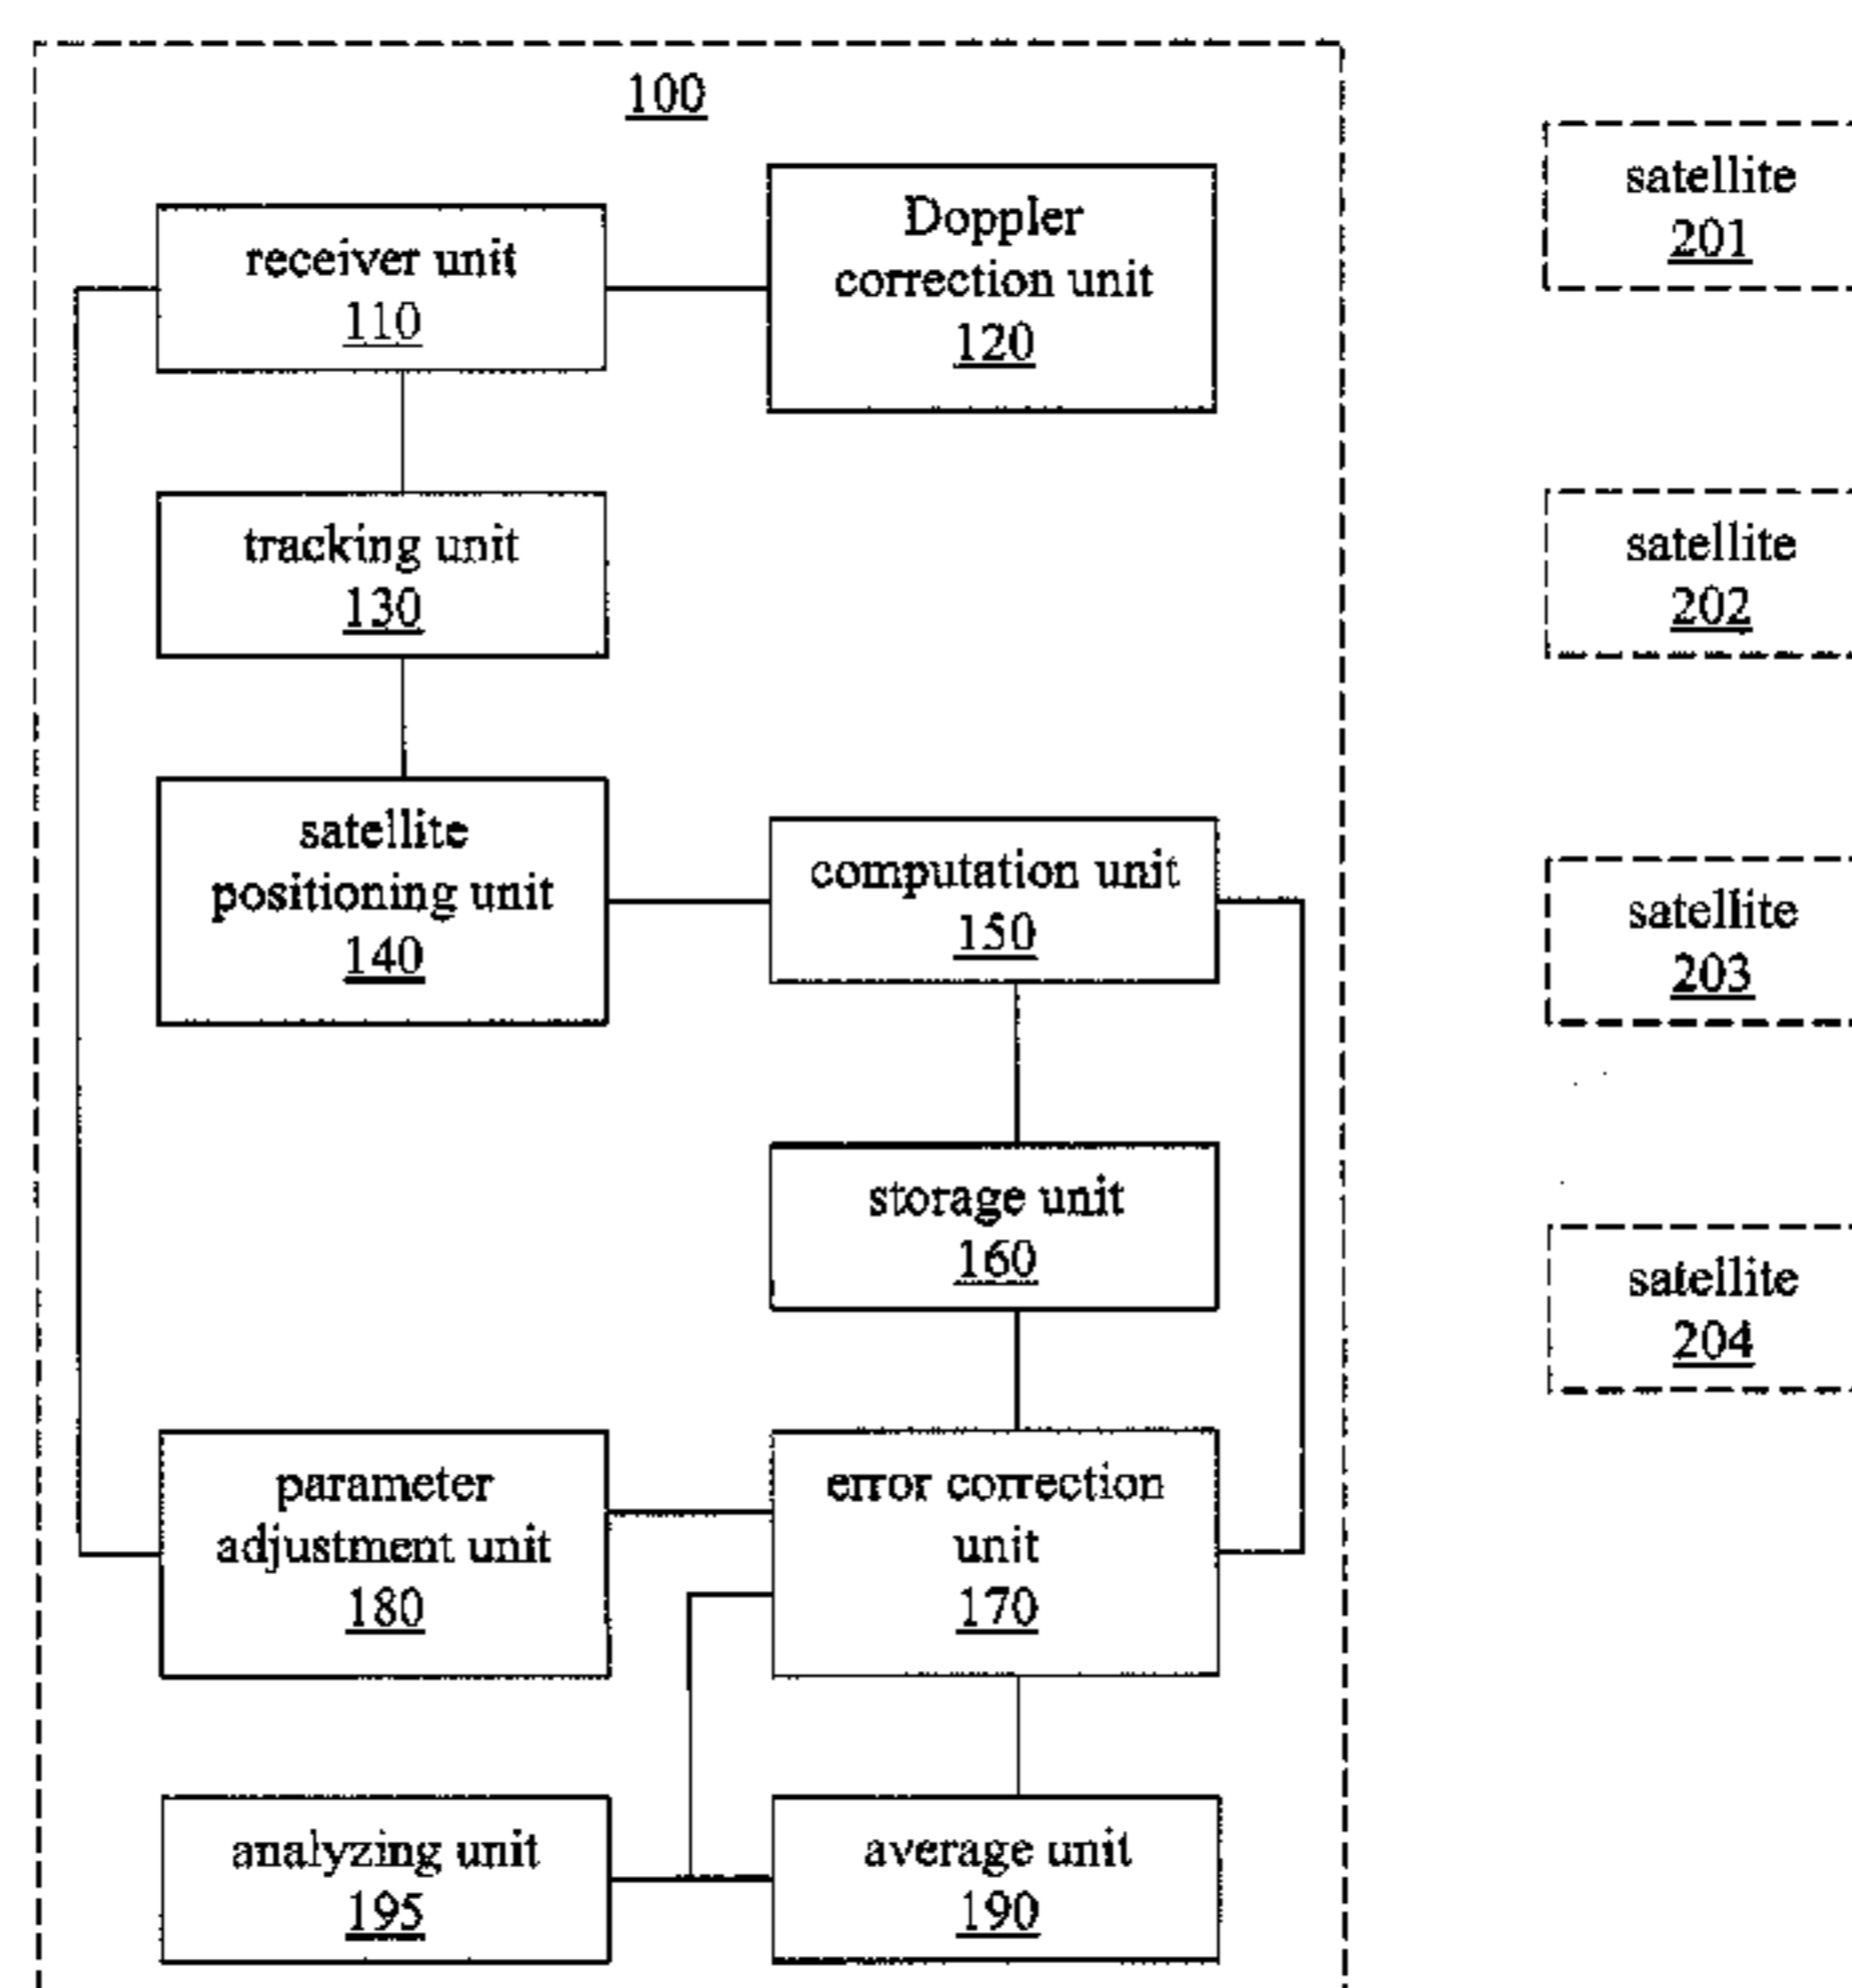 100
receiver unit
110
Doppler
correction unit
120
tracking unit
130
satellite
positioning unit
140
computation unit
150
storage unit
160
parameter
adjustment unit
180
error correction
unit
170
analyzing unit
195
average unit
190
satellite
201
satellite
202
satellite
203
satellite
204